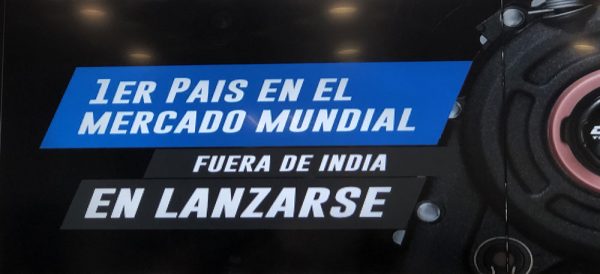 1ER PAIS EN EL
MERCADO MUNDIAL
FUERA DE INDIA
EN LANZARSE